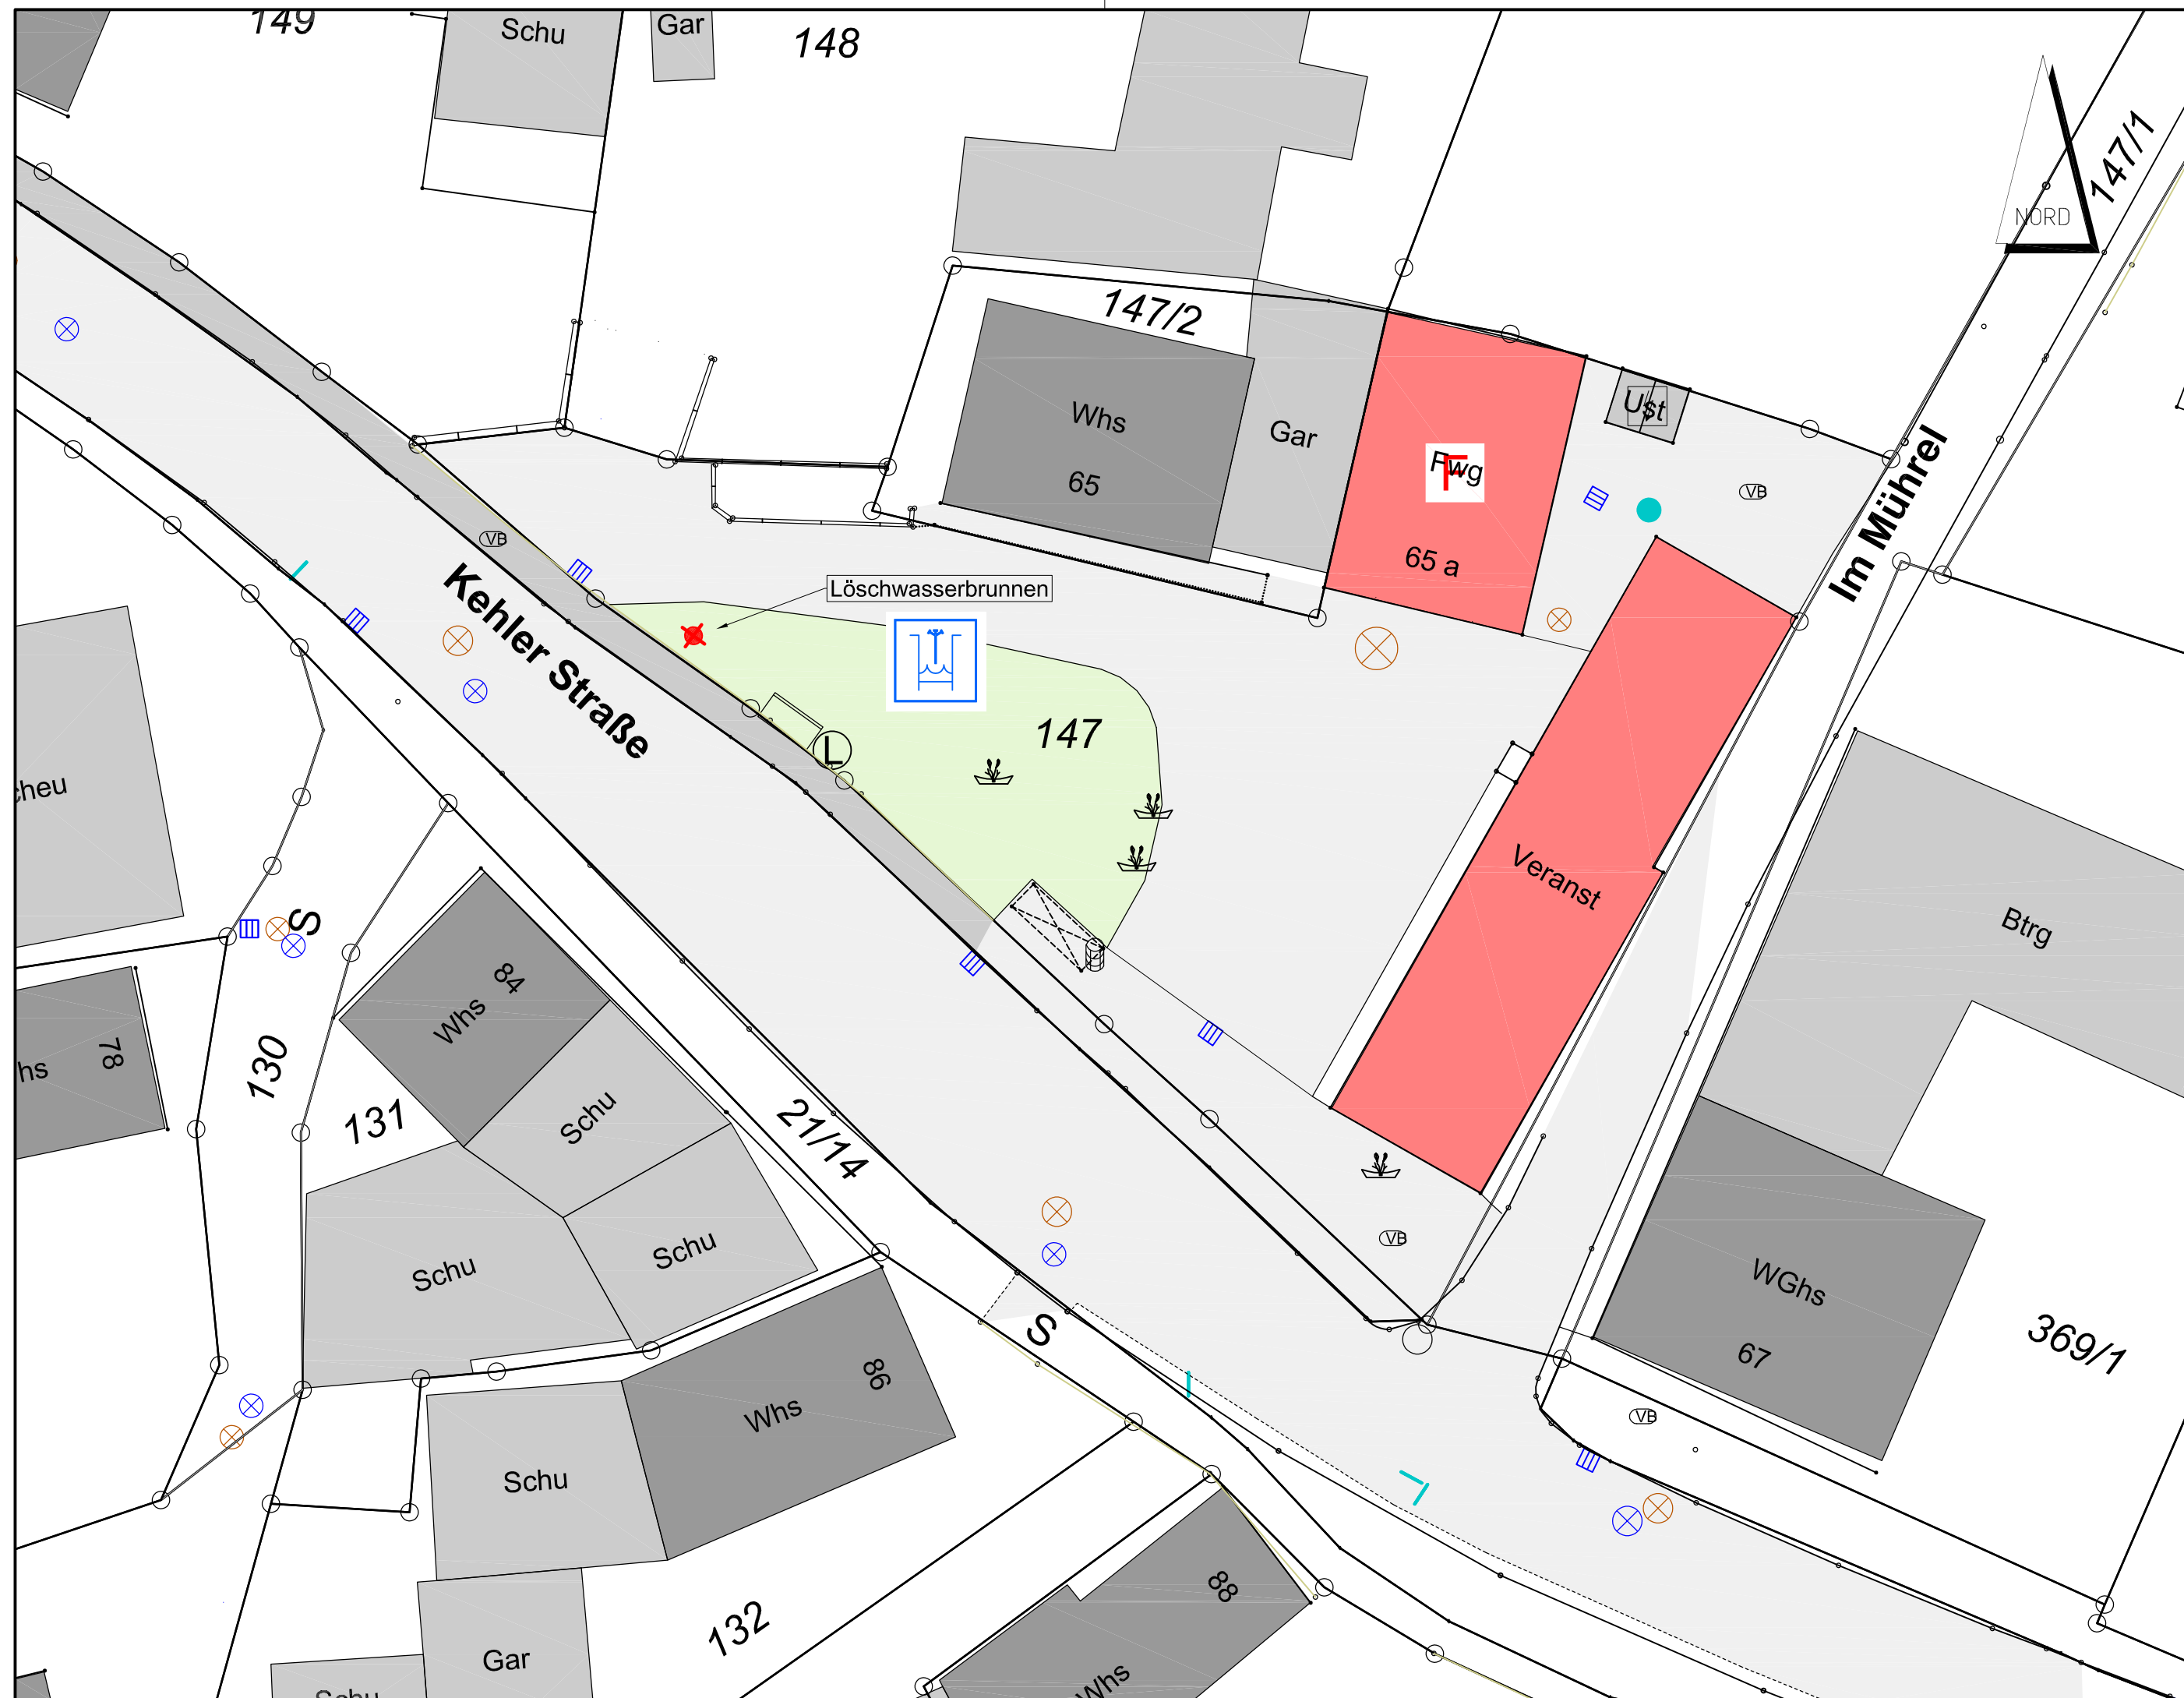 149
Schu
Gar
148
147/1
NORD
147/2
Whs
65
Gar
Fwg
F
65 a
Ust
VB
Im Mührel
VB
Kehler Straße
Löschwasserbrunnen
147
L
cheu
S
Veranst
Btrg
84
Whs
78
hs
130
131
Schu
21/14
Schu
Schu
VB
WGhs
67
369/1
S
86
Whs
VB
Schu
88
132
Gar
Whs
Schu